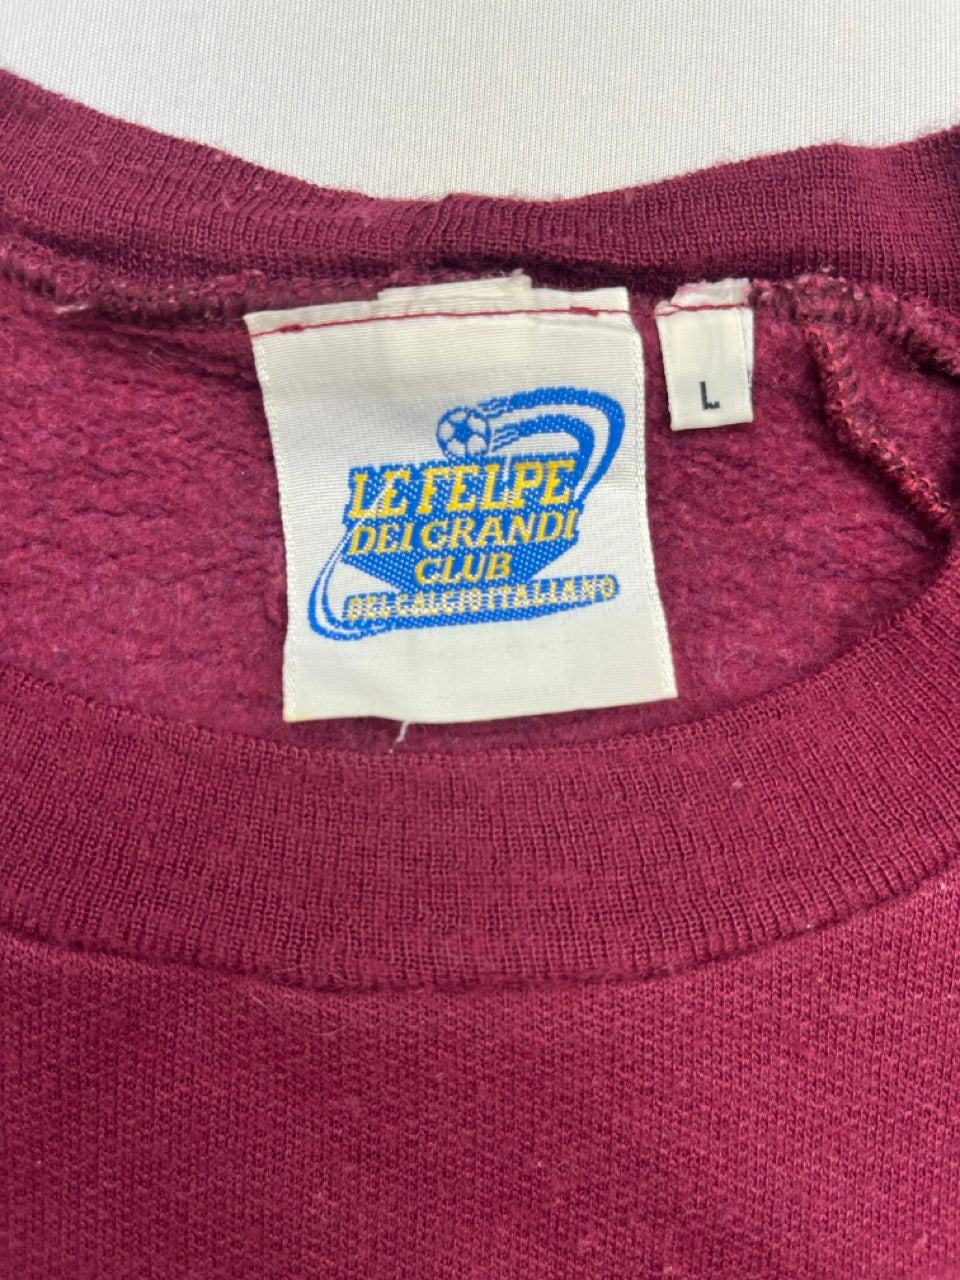 LE FELPE
DEI GRANDI
CLUB
DEL CALCIO ITALIANO
L